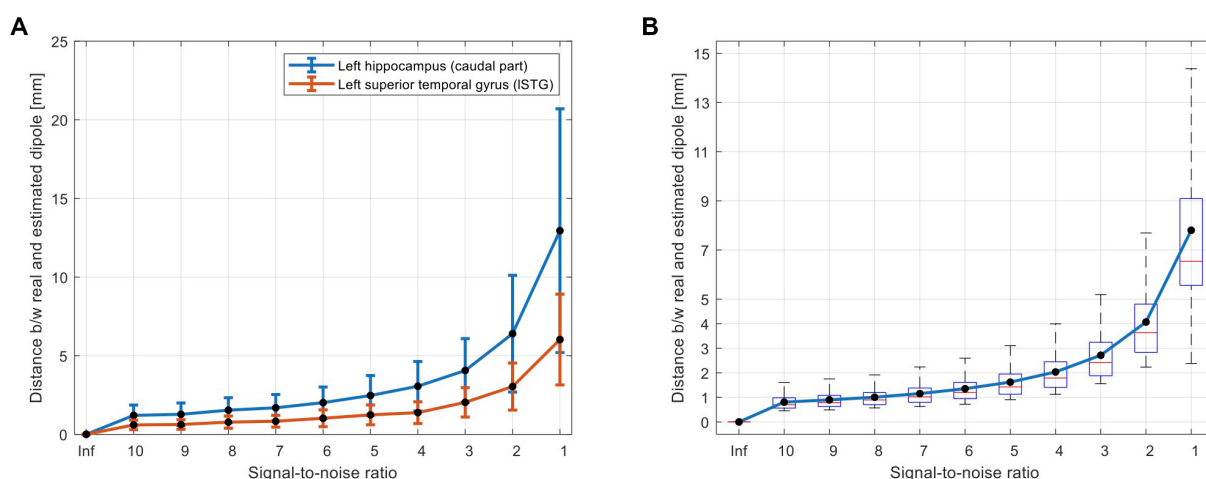 A
Distance b/w real and estimated dipole [mm]
25
20
15
10
5
0
Left hippocampus (caudal part)
Left superior temporal gyrus (lSTG)
Inf 10 9 8 7 6 5 4 3 2 1
Signal-to-noise ratio
B
Distance b/w real and estimated dipole [mm]
15
13
11
9
7
5
4
3
2
1
0
Inf 10 9 8 7 6 5 4 3 2 1
Signal-to-noise ratio